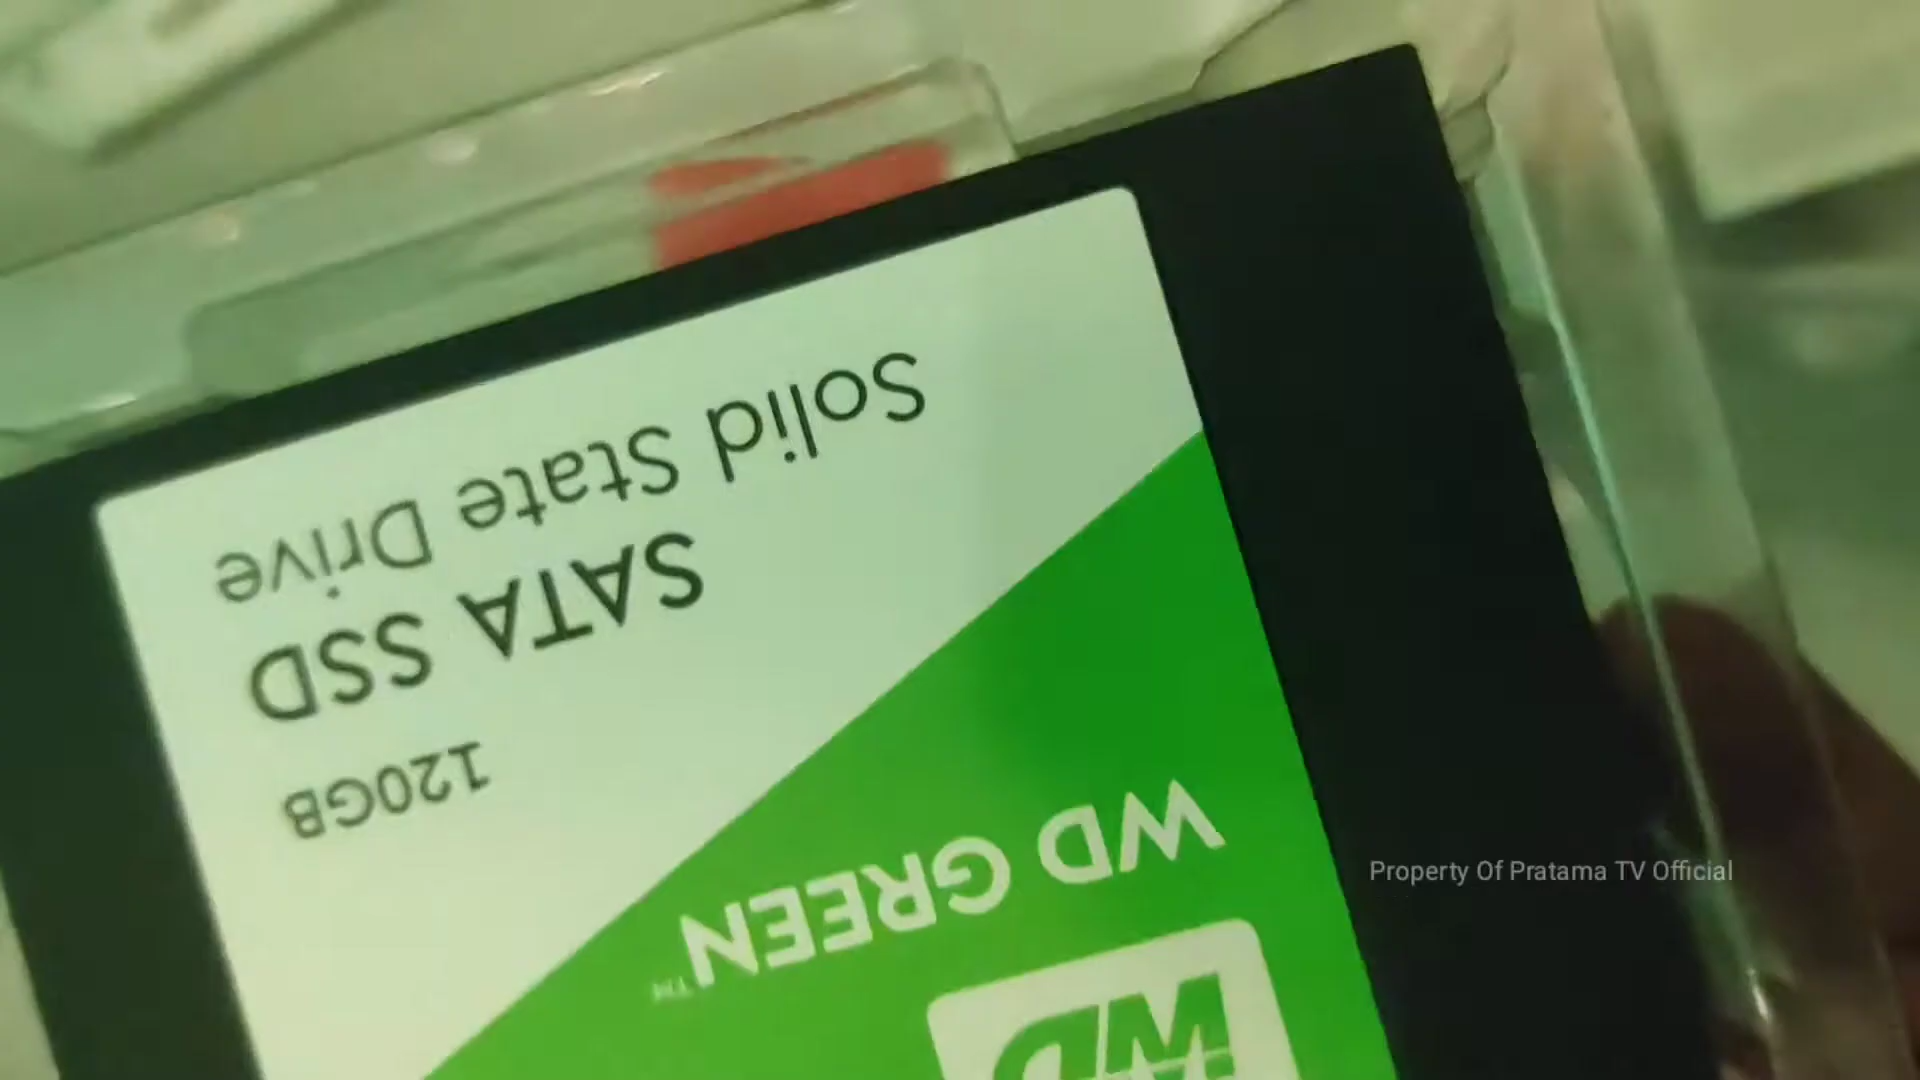 WD
WD GREEN™
120GB
SATA SSD
Solid State Drive
Property Of Pratama TV Official